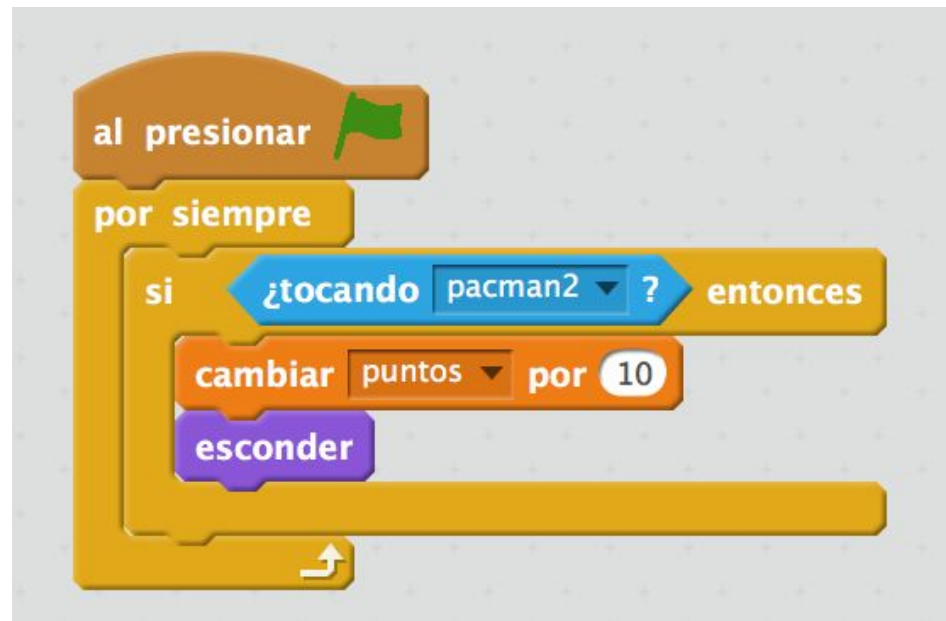 al presionar
por siempre
si ¿tocando pacman2 ? entonces
cambiar puntos por 10
esconder